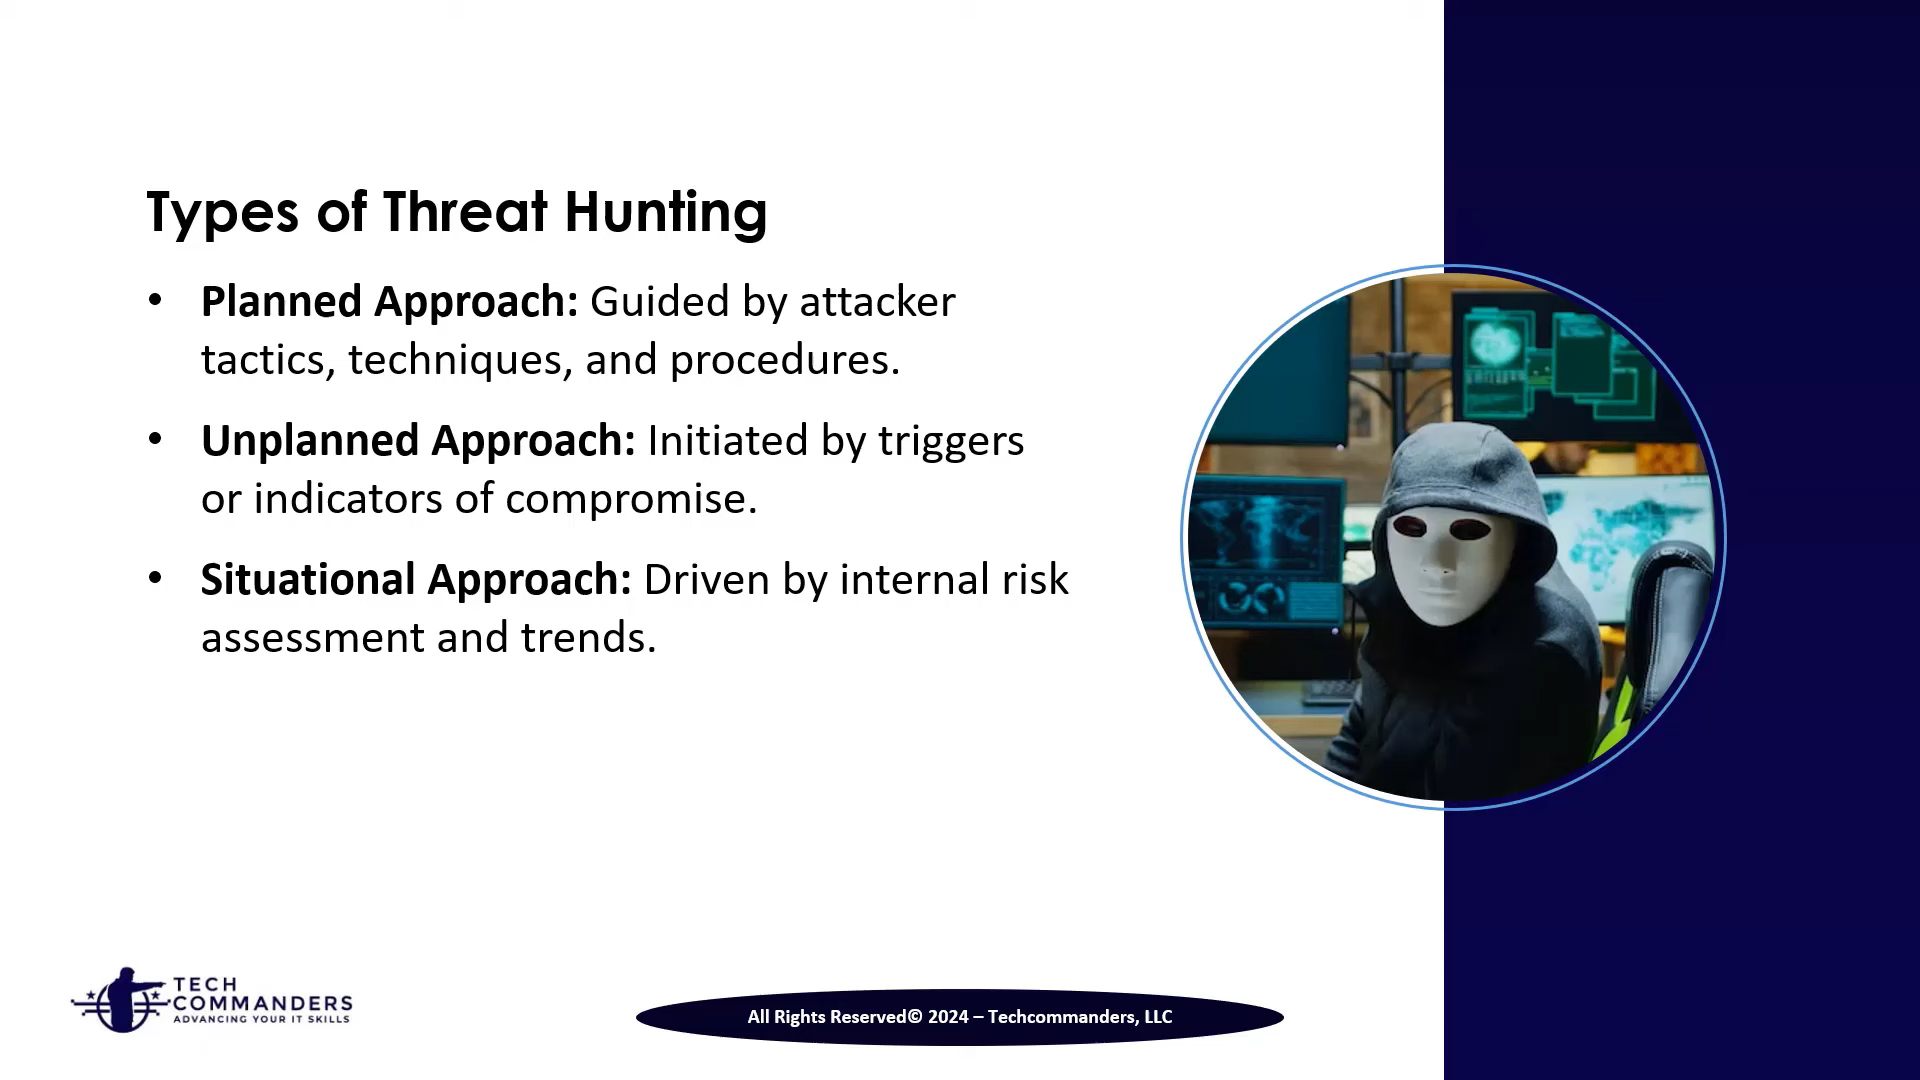 Types of Threat Hunting
• Planned Approach: Guided by attacker
tactics, techniques, and procedures.
• Unplanned Approach: Initiated by triggers
or indicators of compromise.
• Situational Approach: Driven by internal risk
assessment and trends.
TECH
COMMANDERS
ADVANCING YOUR IT SKILLS
All Rights Reserved© 2024 – Techcommanders, LLC